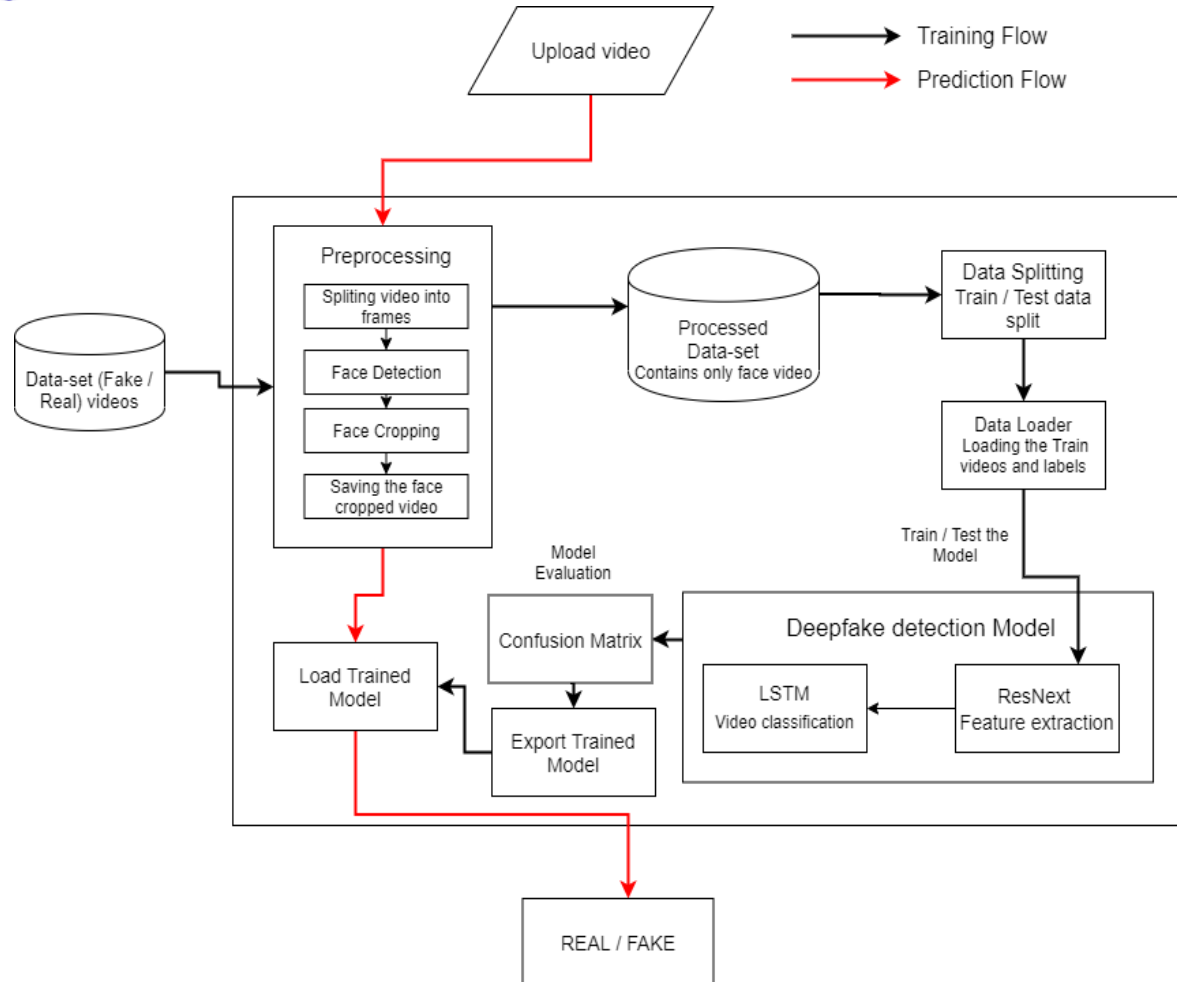 Upload video
Training Flow
Prediction Flow
Preprocessing
Spliting video into
frames
Face Detection
Face Cropping
Saving the face
cropped video
Data-set (Fake /
Real) videos
Processed
Data-set
Contains only face video
Data Splitting
Train / Test data
split
Data Loader
Loading the Train
videos and labels
Train / Test the
Model
Model
Evaluation
Confusion Matrix
Deepfake detection Model
LSTM
Video classification
ResNext
Feature extraction
Load Trained
Model
Export Trained
Model
REAL / FAKE